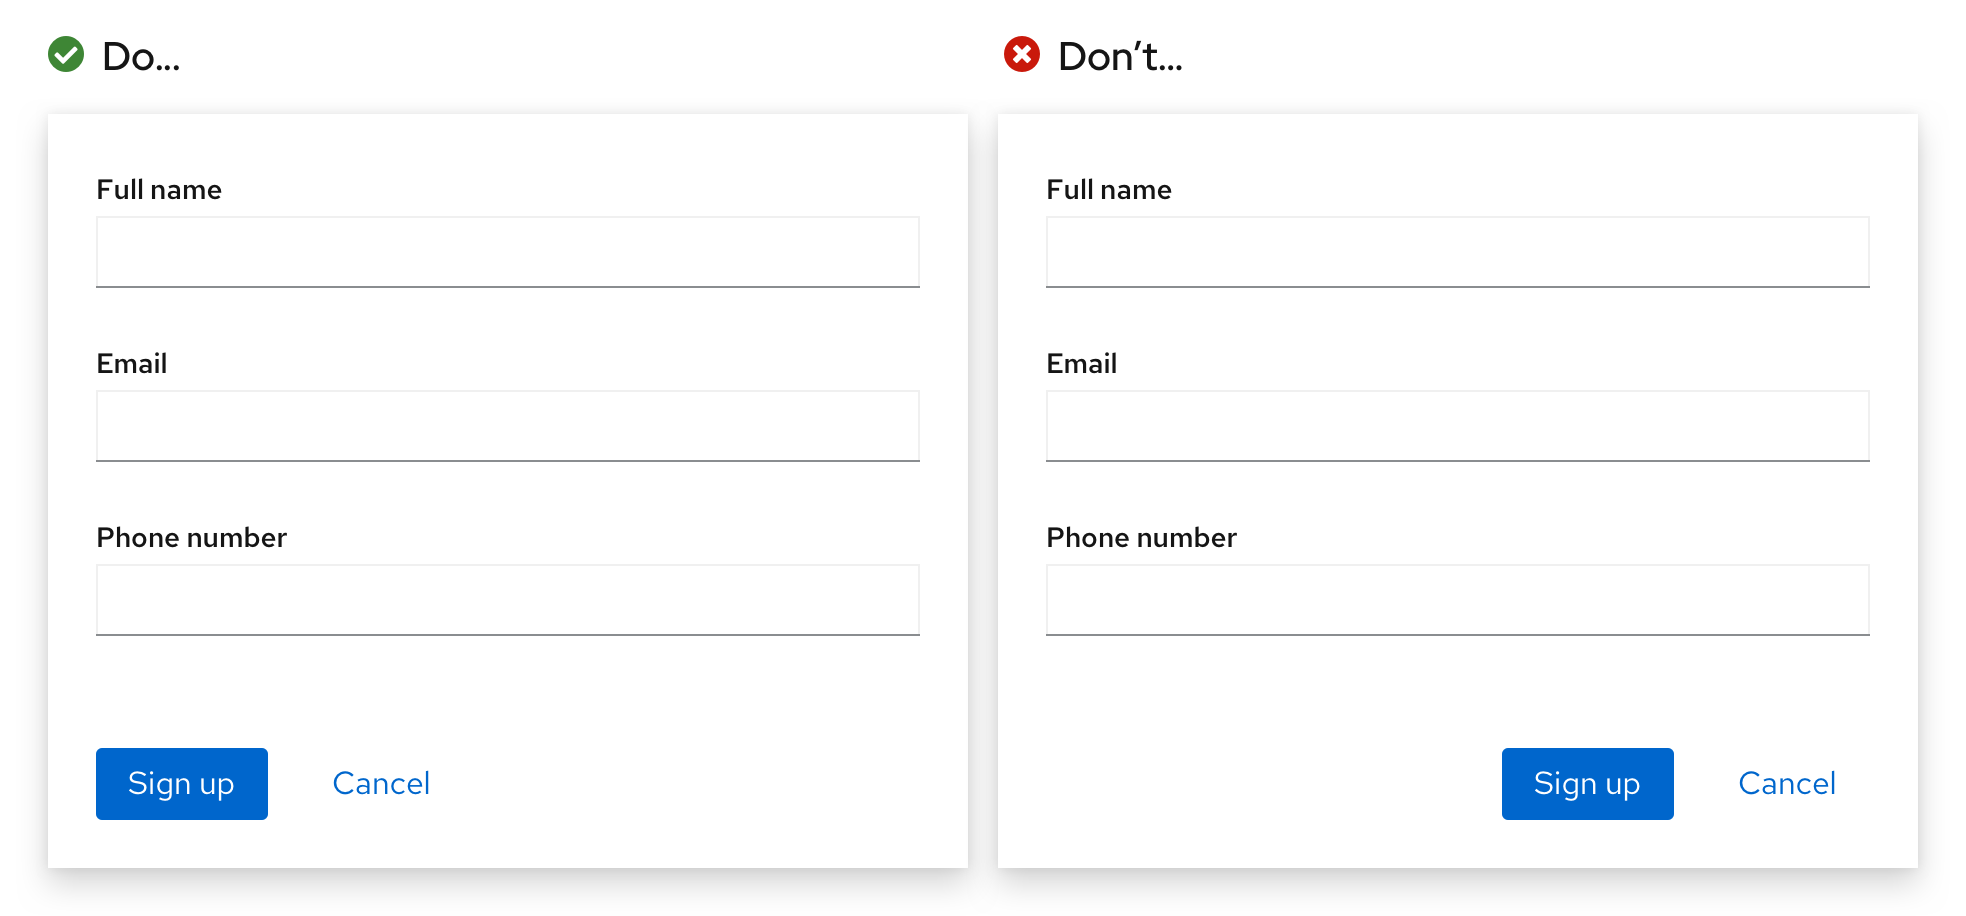 Do...
Full name
Email
Phone number
Sign up
Cancel
Don’t...
Full name
Email
Phone number
Sign up
Cancel